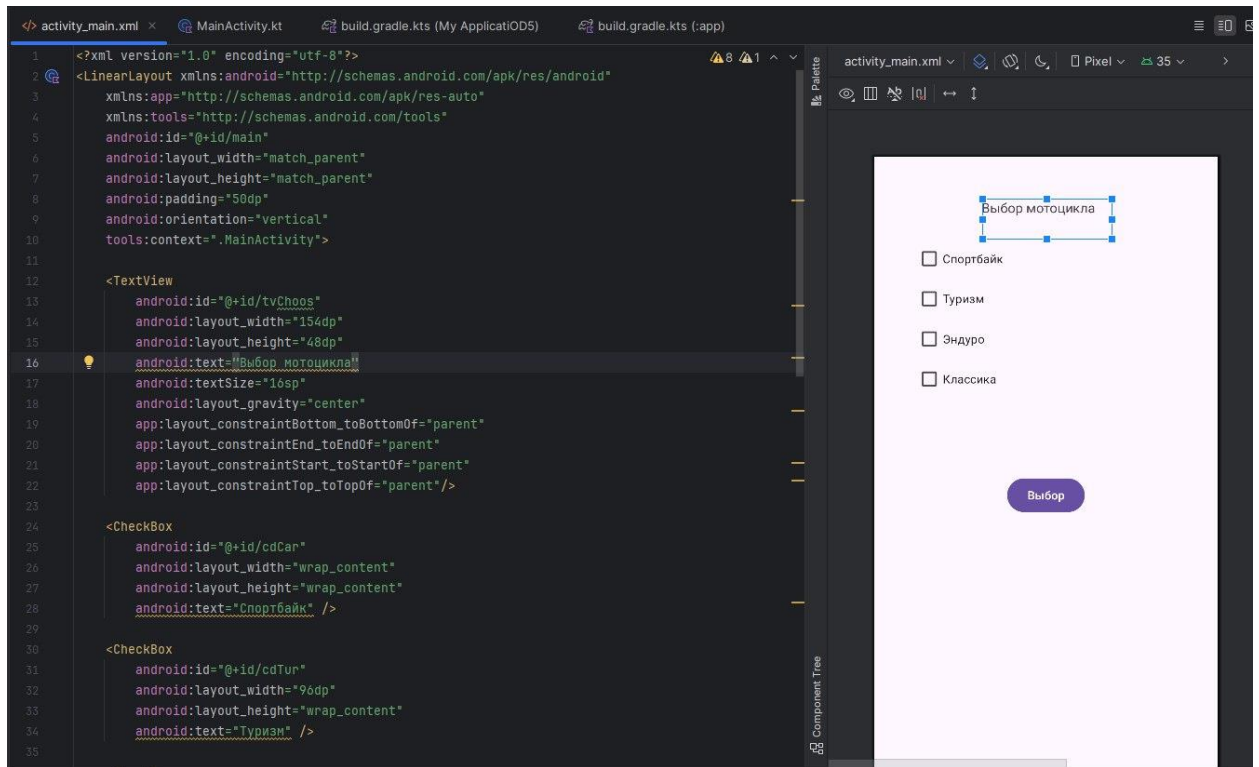 activity_main.xml MainActivity.kt build.gradle.kts (My ApplicatiOD5) build.gradle.kts (:app)
1 <?xml version="1.0" encoding="utf-8"?>
2 <LinearLayout xmlns:android="http://schemas.android.com/apk/res/android"
3 xmlns:app="http://schemas.android.com/apk/res-auto"
4 xmlns:tools="http://schemas.android.com/tools"
5 android:id="@+id/main"
6 android:layout_width="match_parent"
7 android:layout_height="match_parent"
8 android:padding="50dp"
9 android:orientation="vertical"
10 tools:context=".MainActivity">
11
12 <TextView
13 android:id="@+id/tvChoos"
14 android:layout_width="154dp"
15 android:layout_height="48dp"
16 android:text="Выбор мотоцикла"
17 android:textSize="16sp"
18 android:layout_gravity="center"
19 app:layout_constraintBottom_toBottomOf="parent"
20 app:layout_constraintEnd_toEndOf="parent"
21 app:layout_constraintStart_toStartOf="parent"
22 app:layout_constraintTop_toTopOf="parent"/>
23
24 <CheckBox
25 android:id="@+id/cdCar"
26 android:layout_width="wrap_content"
27 android:layout_height="wrap_content"
28 android:text="Спортбайк" />
29
30 <CheckBox
31 android:id="@+id/cdTur"
32 android:layout_width="96dp"
33 android:layout_height="wrap_content"
34 android:text="Туризм" />
35
8 1
Palette
Component Tree
activity_main.xml Pixel 35
Выбор мотоцикла
Спортбайк
Туризм
Эндуро
Классика
Выбор